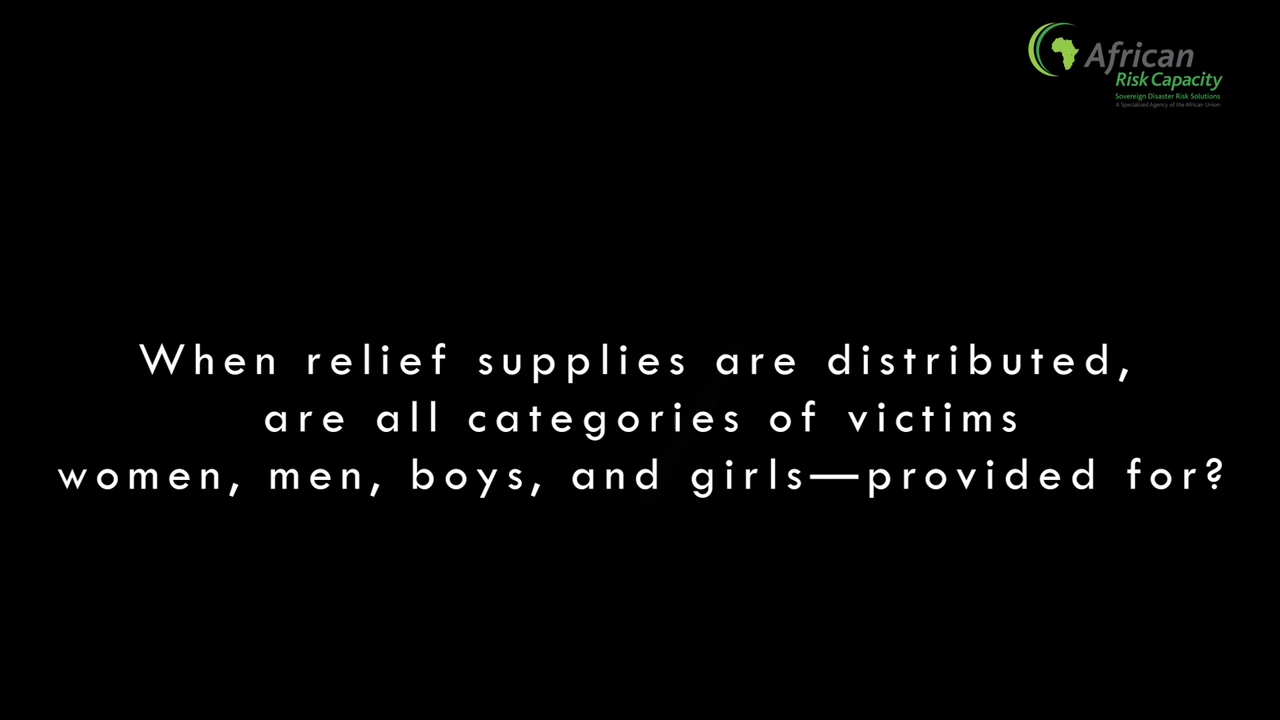 African
Risk Capacity
Sovereign Disaster Risk Solutions
A Specialised Agency of the African Union
When relief supplies are distributed,
are all categories of victims
women, men, boys, and girls—provided for?